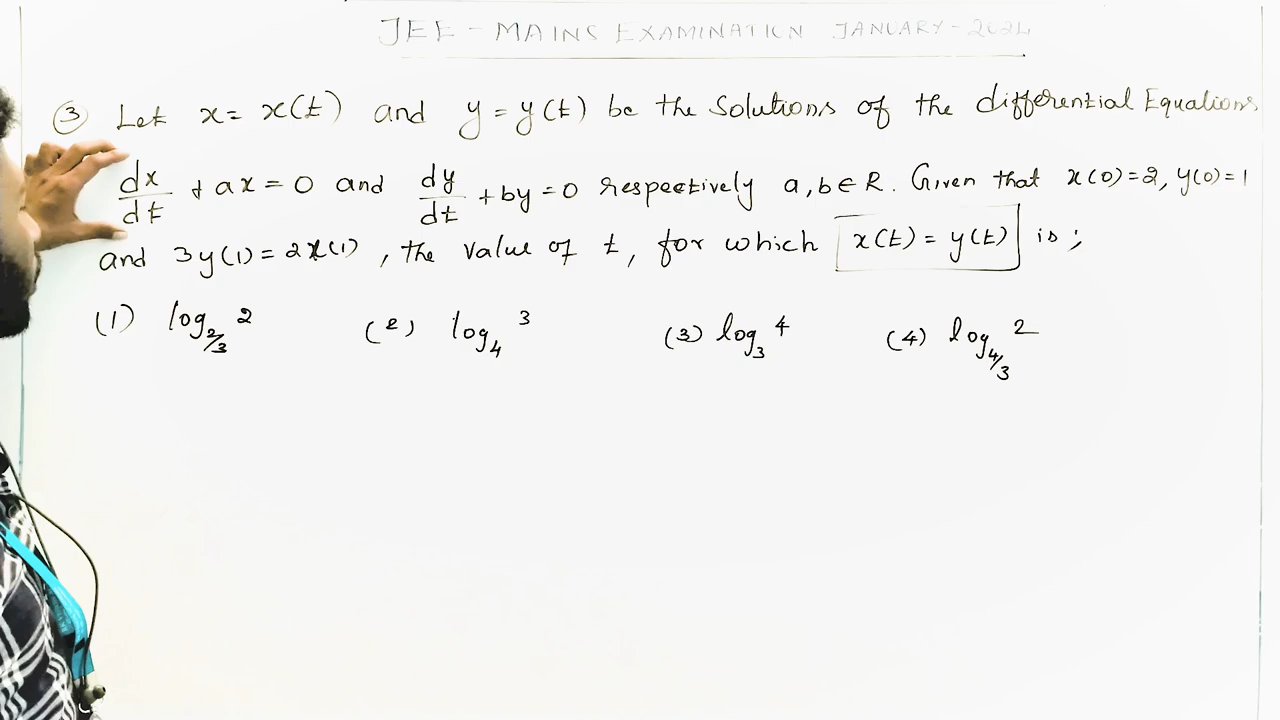 JEE - MAINS EXAMINATION JANUARY - 2024
(3) Let x = x(t) and y = y(t) be the Solutions of the differential Equations
dx/dt + ax = 0 and dy/dt + by = 0 respectively a, b ∈ R. Given that x(0) = 2, y(0) = 1
and 3y(1) = 2x(1), the value of t, for which x(t) = y(t) is ;
(1) log_{2/3} 2 (2) log_4 3 (3) log_3 4 (4) log_{4/3} 2